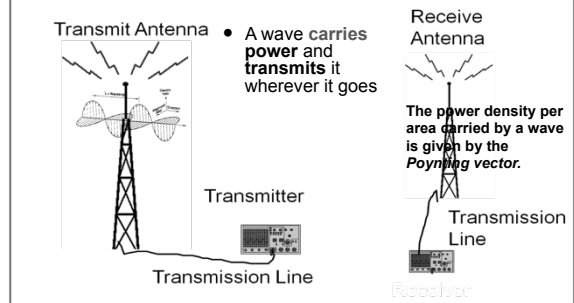 Transmit Antenna
• A wave carries
power and
transmits it
wherever it goes
Receive
Antenna
The power density per
area carried by a wave
is given by the
Poynting vector.
Transmitter
Transmission Line
Transmission
Line
Receiver